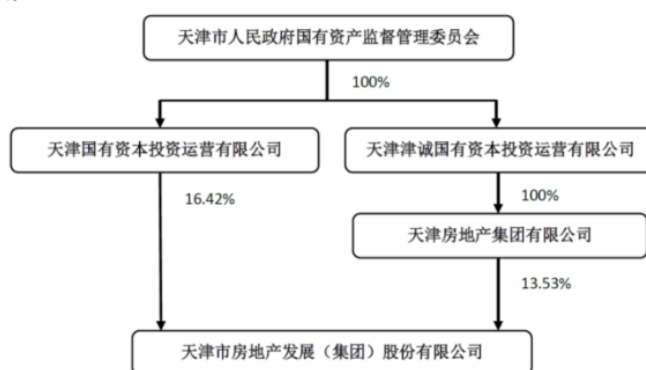 天津市人民政府国有资产监督管理委员会
100%
天津国有资本投资运营有限公司
天津津诚国有资本投资运营有限公司
16.42%
100%
天津房地产集团有限公司
13.53%
天津市房地产发展（集团）股份有限公司